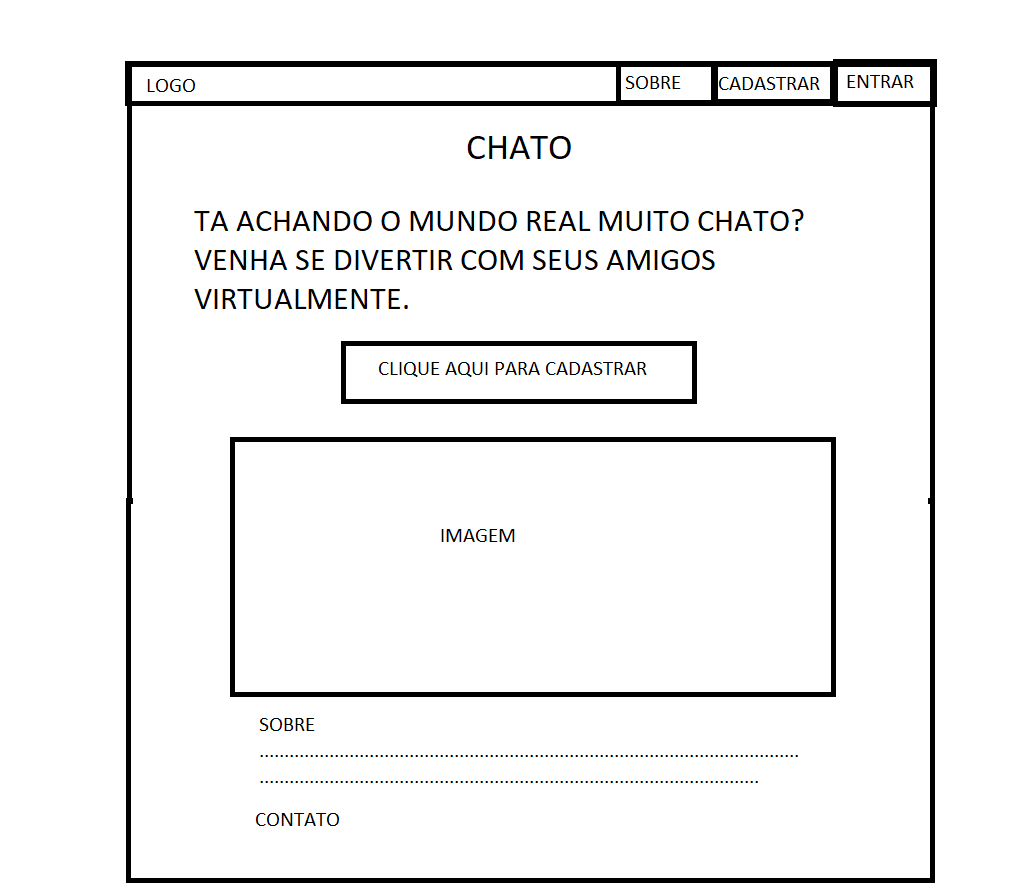 LOGO
SOBRE
CADASTRAR
ENTRAR
CHATO
TA ACHANDO O MUNDO REAL MUITO CHATO?
VENHA SE DIVERTIR COM SEUS AMIGOS
VIRTUALMENTE.
CLIQUE AQUI PARA CADASTRAR
IMAGEM
SOBRE
............................................................................................................
....................................................................................................
CONTATO